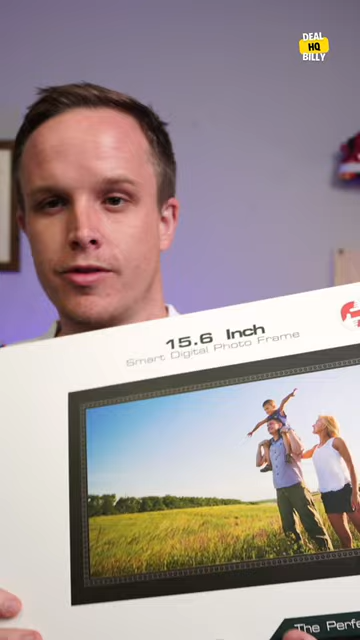 DEAL
HQ
BILLY
15.6 Inch
Smart Digital Photo Frame
The Perfe